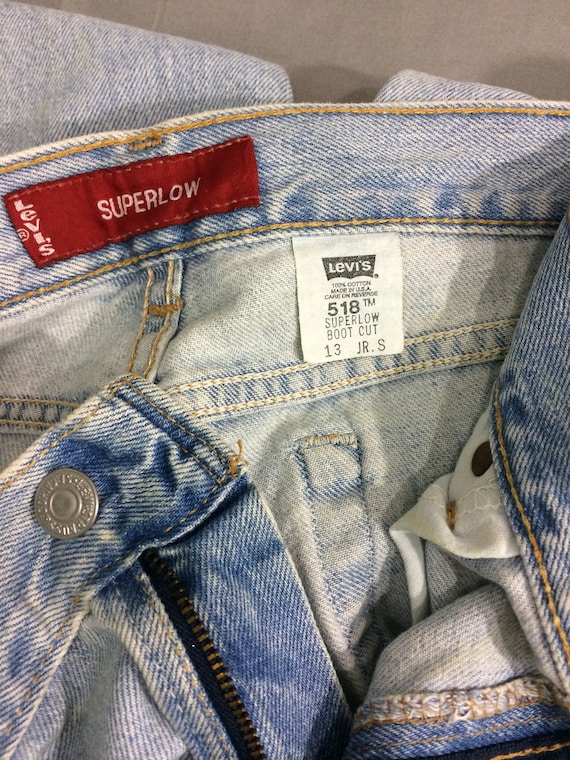 Levi's ®
SUPERLOW
Levi's
100% COTTON
MADE IN U.S.A.
CARE ON REVERSE
518™
SUPERLOW
BOOT CUT
13 JR.S